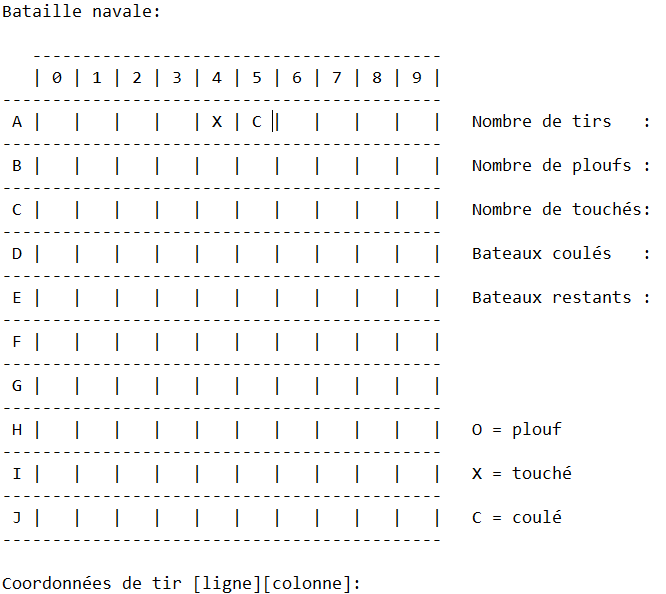 Bataille navale:
-----------------------------------------
| 0 | 1 | 2 | 3 | 4 | 5 | 6 | 7 | 8 | 9 |
--------------------------------------------
A |   |   |   |   | X | C |   |   |   |   |   Nombre de tirs   :
--------------------------------------------
B |   |   |   |   |   |   |   |   |   |   |   Nombre de ploufs :
--------------------------------------------
C |   |   |   |   |   |   |   |   |   |   |   Nombre de touchés:
--------------------------------------------
D |   |   |   |   |   |   |   |   |   |   |   Bateaux coulés   :
--------------------------------------------
E |   |   |   |   |   |   |   |   |   |   |   Bateaux restants :
--------------------------------------------
F |   |   |   |   |   |   |   |   |   |   |
--------------------------------------------
G |   |   |   |   |   |   |   |   |   |   |
--------------------------------------------
H |   |   |   |   |   |   |   |   |   |   |   O = plouf
--------------------------------------------
I |   |   |   |   |   |   |   |   |   |   |   X = touché
--------------------------------------------
J |   |   |   |   |   |   |   |   |   |   |   C = coulé
--------------------------------------------
Coordonnées de tir [ligne][colonne]: